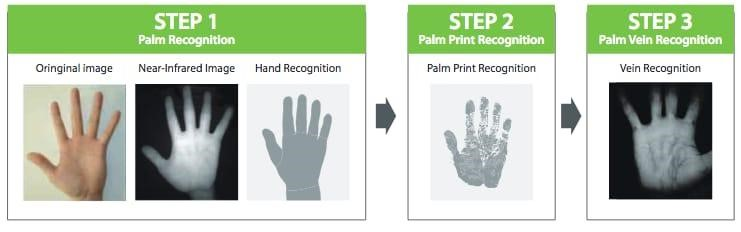 STEP 1
Palm Recognition
Oringinal image
Near-Infrared Image
Hand Recognition
STEP 2
Palm Print Recognition
Palm Print Recognition
STEP 3
Palm Vein Recognition
Vein Recognition